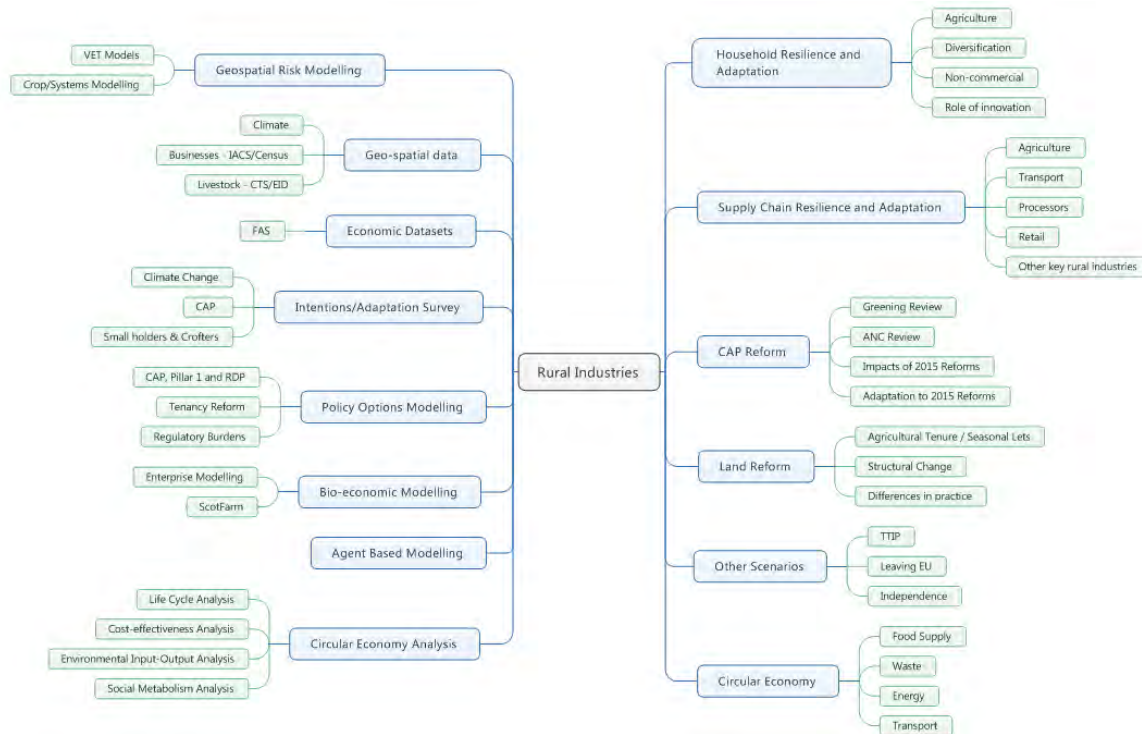 VET Models
Crop/Systems Modelling
Geospatial Risk Modelling
Climate
Businesses - IACS/Census
Livestock - CTS/EID
Geo-spatial data
FAS
Economic Datasets
Climate Change
CAP
Small holders & Crofters
Intentions/Adaptation Survey
CAP, Pillar 1 and RDP
Tenancy Reform
Regulatory Burdens
Policy Options Modelling
Enterprise Modelling
ScotFarm
Bio-economic Modelling
Agent Based Modelling
Life Cycle Analysis
Cost-effectiveness Analysis
Environmental Input-Output Analysis
Social Metabolism Analysis
Circular Economy Analysis
Rural Industries
Household Resilience and
Adaptation
Agriculture
Diversification
Non-commercial
Role of innovation
Supply Chain Resilience and Adaptation
Agriculture
Transport
Processors
Retail
Other key rural industries
CAP Reform
Greening Review
ANC Review
Impacts of 2015 Reforms
Adaptation to 2015 Reforms
Land Reform
Agricultural Tenure / Seasonal Lets
Structural Change
Differences in practice
Other Scenarios
TTIP
Leaving EU
Independence
Circular Economy
Food Supply
Waste
Energy
Transport